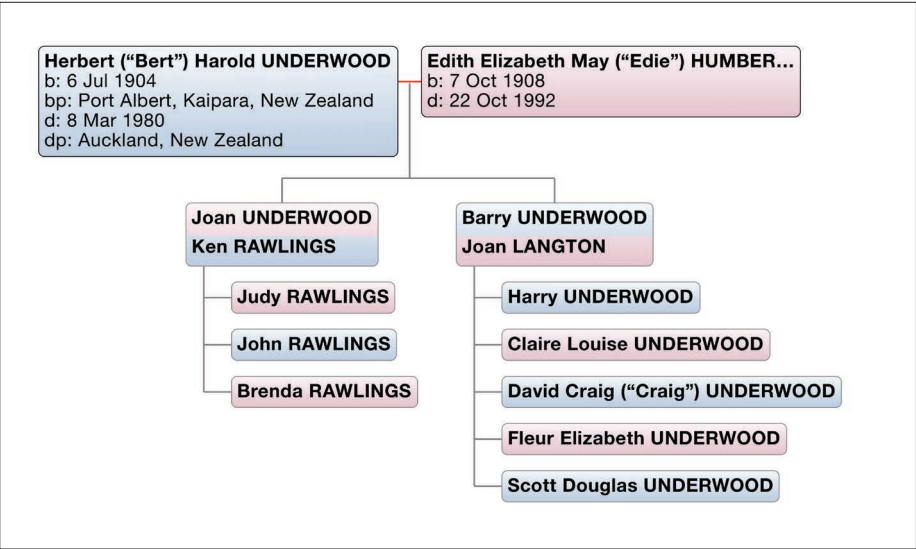 Herbert (“Bert”) Harold UNDERWOOD
b: 6 Jul 1904
bp: Port Albert, Kaipara, New Zealand
d: 8 Mar 1980
dp: Auckland, New Zealand
Edith Elizabeth May (“Edie”) HUMBER...
b: 7 Oct 1908
d: 22 Oct 1992
Joan UNDERWOOD
Ken RAWLINGS
Judy RAWLINGS
John RAWLINGS
Brenda RAWLINGS
Barry UNDERWOOD
Joan LANGTON
Harry UNDERWOOD
Claire Louise UNDERWOOD
David Craig (“Craig”) UNDERWOOD
Fleur Elizabeth UNDERWOOD
Scott Douglas UNDERWOOD